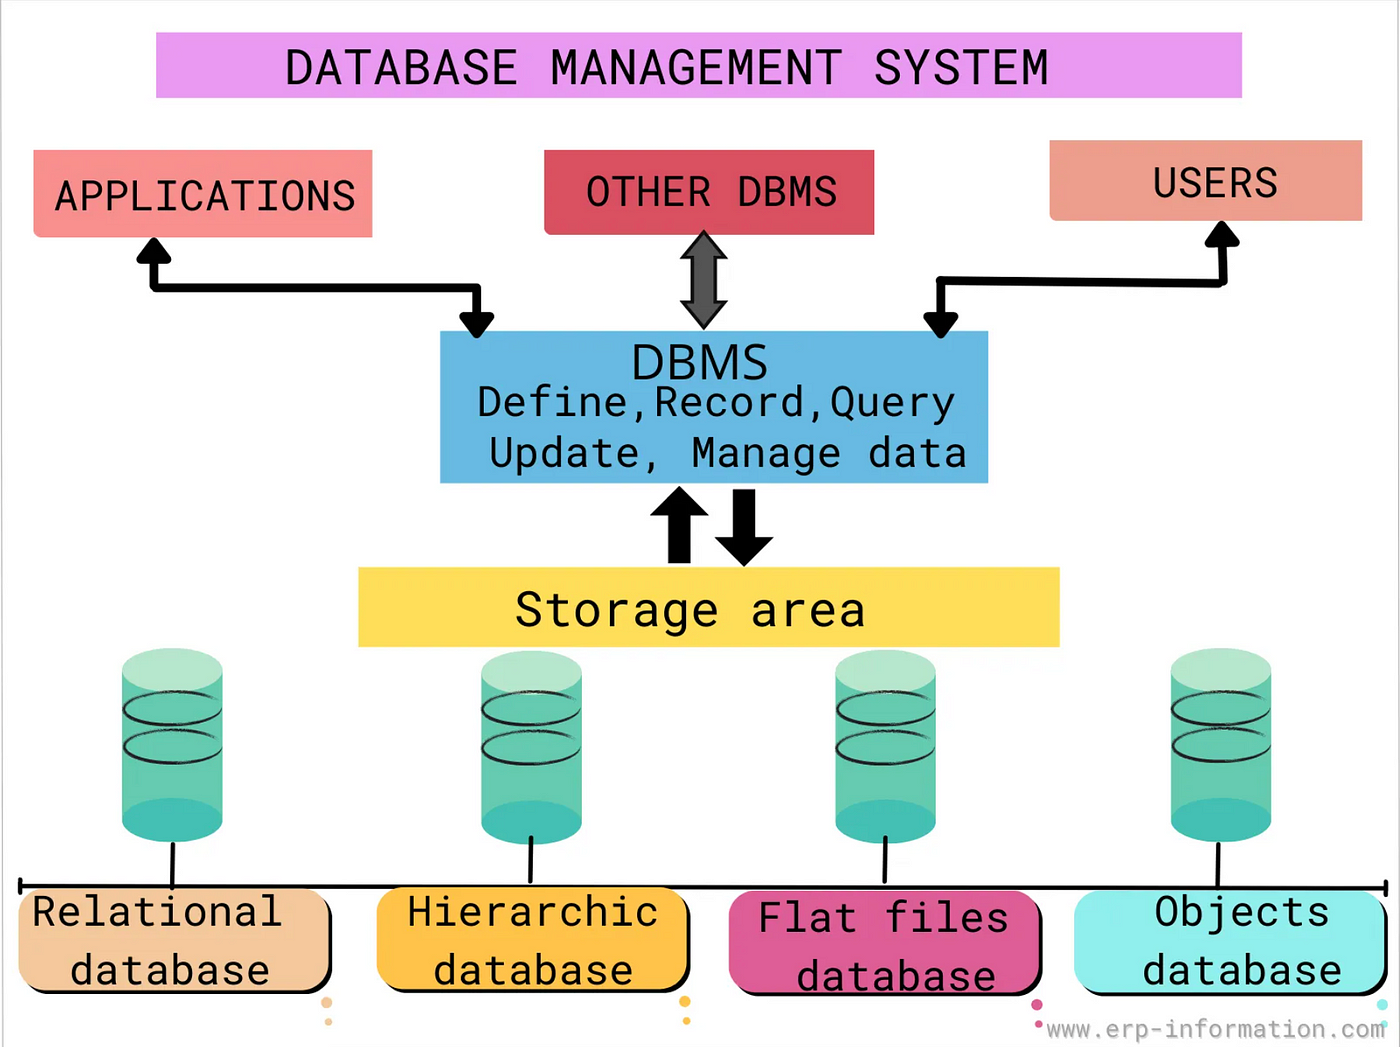 DATABASE MANAGEMENT SYSTEM
APPLICATIONS
OTHER DBMS
USERS
DBMS
Define,Record,Query
Update, Manage data
Storage area
Relational
database
Hierarchic
database
Flat files
database
Objects
database
www.erp-information.com